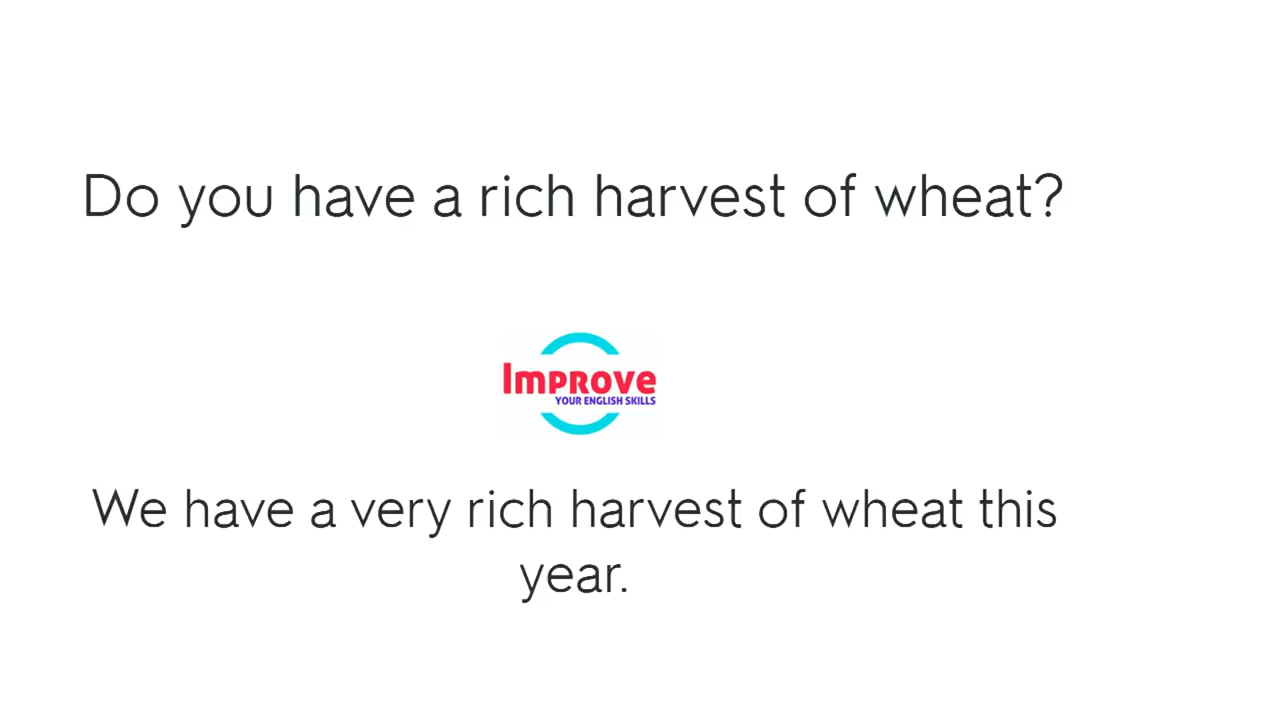 Do you have a rich harvest of wheat?
Improve
YOUR ENGLISH SKILLS
We have a very rich harvest of wheat this
year.